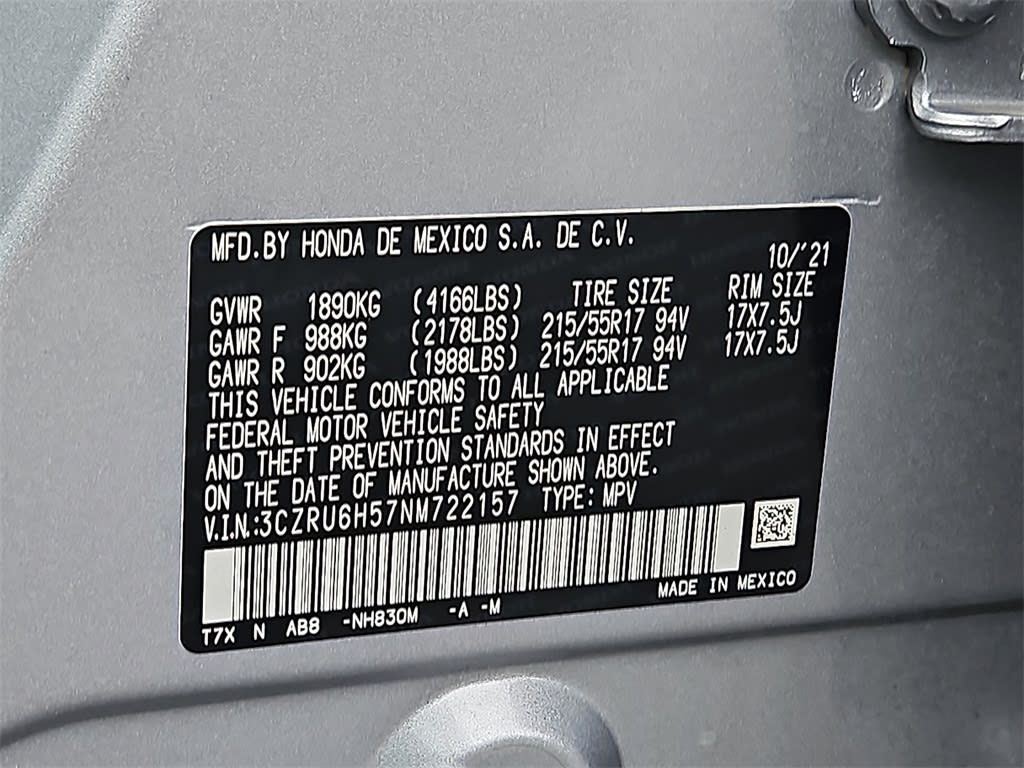 MFD.BY HONDA DE MEXICO S.A. DE C.V.
10/'21
GVWR 1890KG (4166LBS) TIRE SIZE RIM SIZE
GAWR F 988KG (2178LBS) 215/55R17 94V 17X7.5J
GAWR R 902KG (1988LBS) 215/55R17 94V 17X7.5J
THIS VEHICLE CONFORMS TO ALL APPLICABLE
FEDERAL MOTOR VEHICLE SAFETY
AND THEFT PREVENTION STANDARDS IN EFFECT
ON THE DATE OF MANUFACTURE SHOWN ABOVE.
V.I.N.:3CZRU6H57NM722157 TYPE: MPV
MADE IN MEXICO
T7X N AB8 -NH830M -A -M